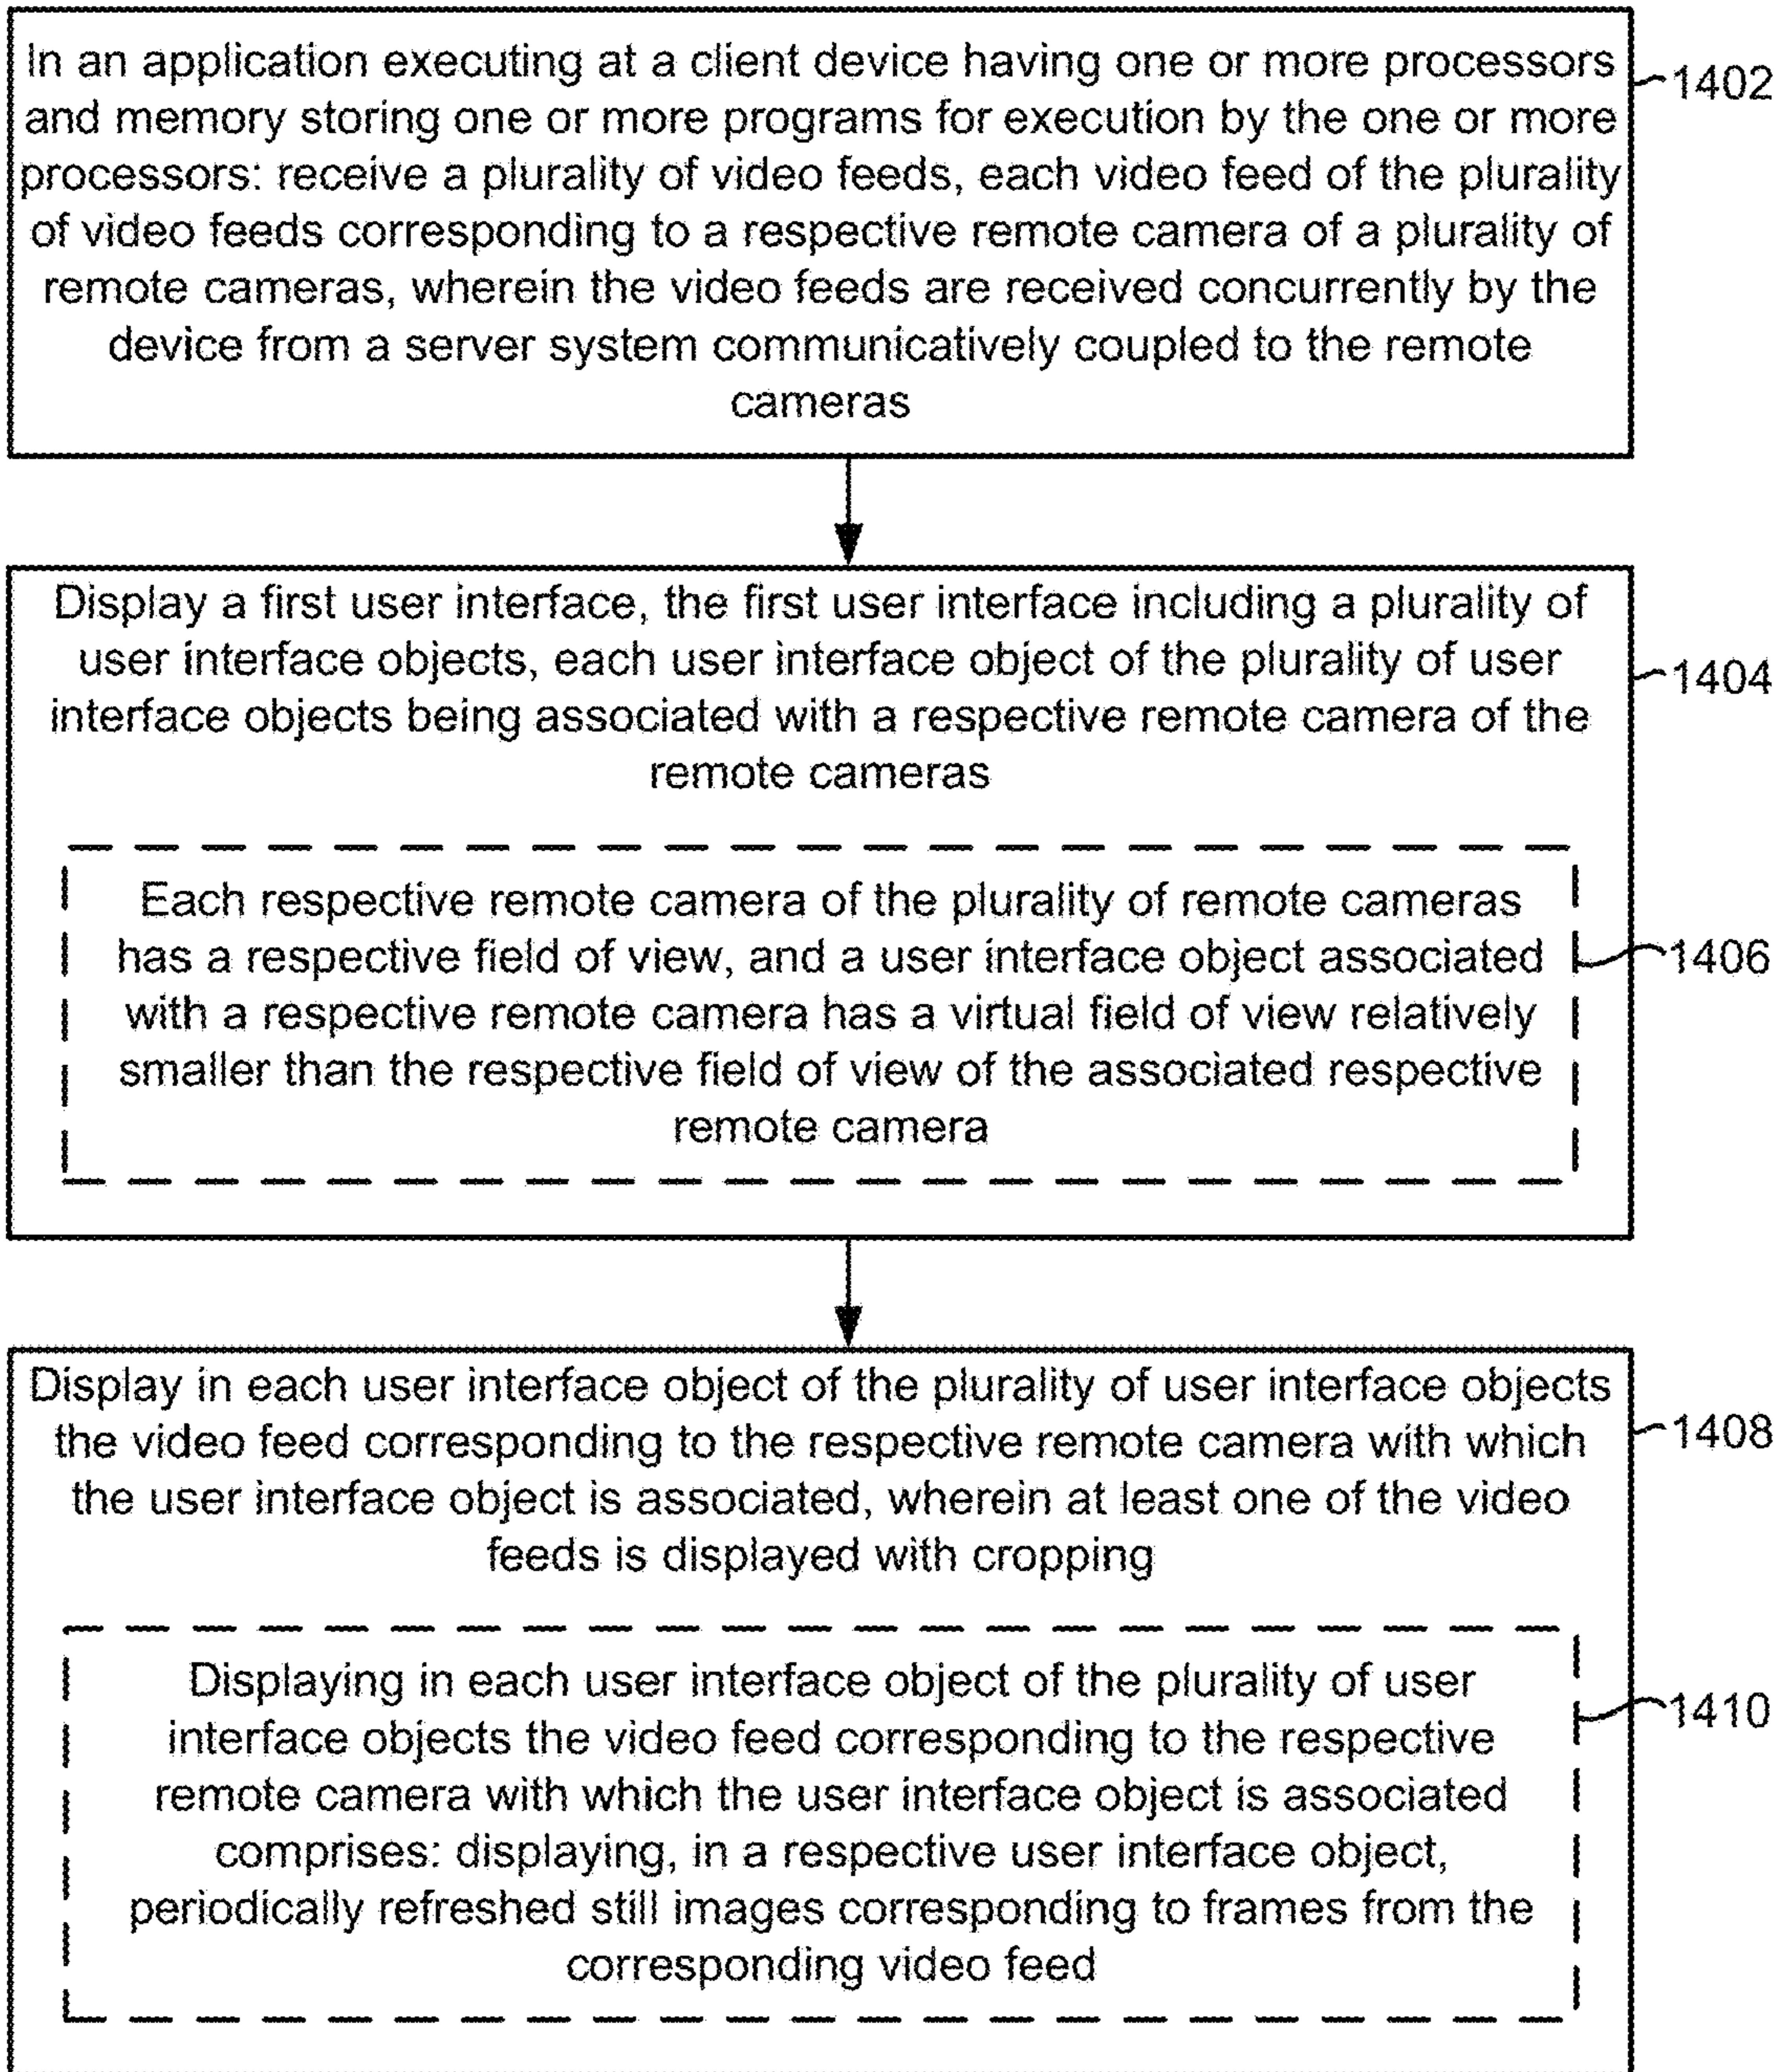 In an application executing at a client device having one or more processors
and memory storing one or more programs for execution by the one or more
processors: receive a plurality of video feeds, each video feed of the plurality
of video feeds corresponding to a respective remote camera of a plurality of
remote cameras, wherein the video feeds are received concurrently by the
device from a server system communicatively coupled to the remote
cameras
1402
Display a first user interface, the first user interface including a plurality of
user interface objects, each user interface object of the plurality of user
interface objects being associated with a respective remote camera of the
remote cameras
1404
Each respective remote camera of the plurality of remote cameras
has a respective field of view, and a user interface object associated
with a respective remote camera has a virtual field of view relatively
smaller than the respective field of view of the associated respective
remote camera
1406
Display in each user interface object of the plurality of user interface objects
the video feed corresponding to the respective remote camera with which
the user interface object is associated, wherein at least one of the video
feeds is displayed with cropping
1408
Displaying in each user interface object of the plurality of user
interface objects the video feed corresponding to the respective
remote camera with which the user interface object is associated
comprises: displaying, in a respective user interface object,
periodically refreshed still images corresponding to frames from the
corresponding video feed
1410